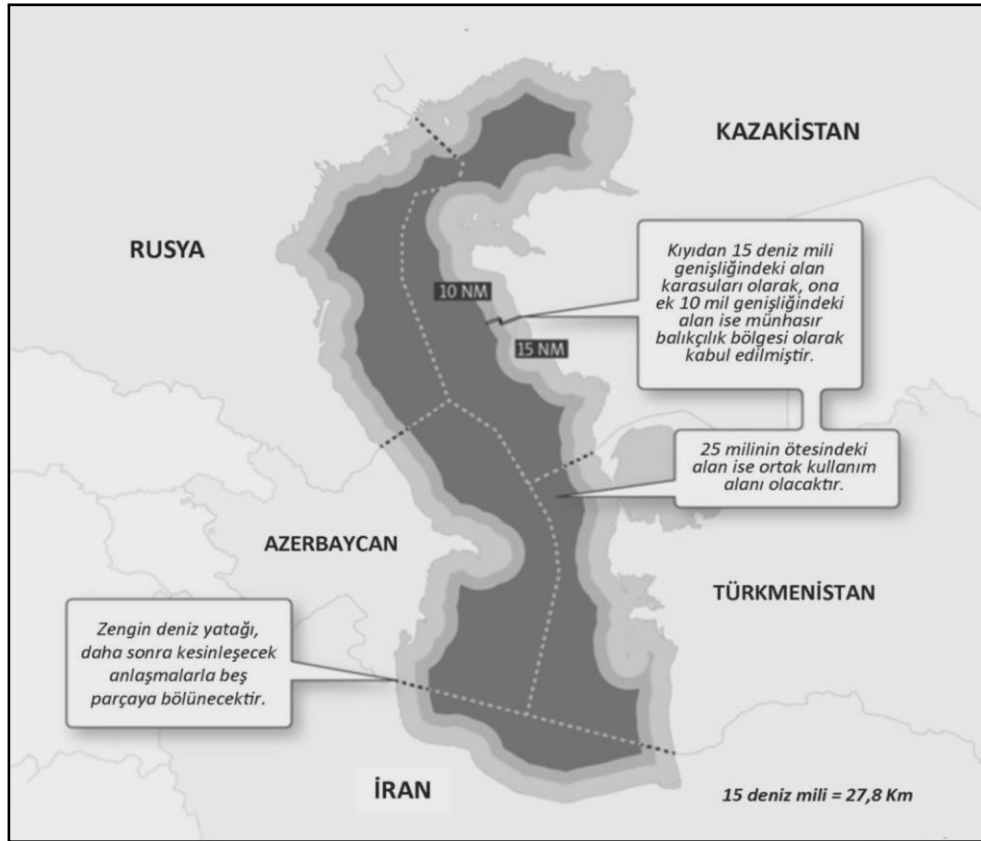 KAZAKİSTAN
RUSYA
Kıyıdan 15 deniz mili
genişliğindeki alan
karasuları olarak, ona
ek 10 mil genişliğindeki
alan ise münhasır
balıkçılık bölgesi olarak
kabul edilmiştir.
10 NM
15 NM
25 milinin ötesindeki
alan ise ortak kullanım
alanı olacaktır.
AZERBAYCAN
TÜRKMENİSTAN
Zengin deniz yatağı,
daha sonra kesinleşecek
anlaşmalarla beş
parçaya bölünecektir.
İRAN
15 deniz mili = 27,8 Km